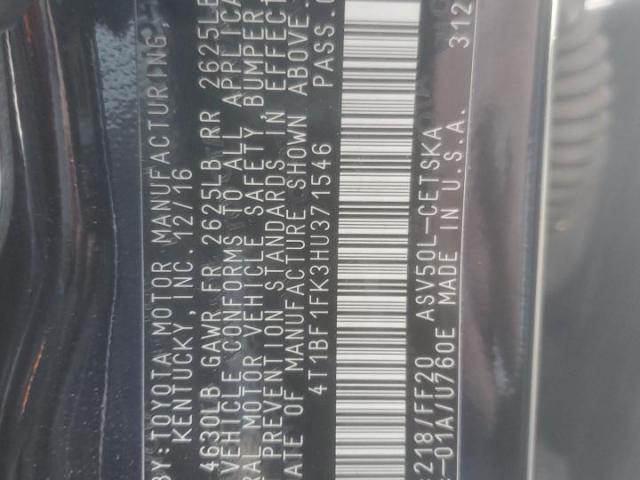 BY:TOYOTA MOTOR MANUFACTURING,
KENTUCKY, INC. 12/16
4630LB GAWR FR 2625LB RR 2625LB
VEHICLE CONFORMS TO ALL APPLICA
RAL MOTOR VEHICLE SAFETY, BUMPER,
PREVENTION STANDARDS IN EFFECT
DATE OF MANUFACTURE SHOWN ABOVE.
4T1BF1FK3HU371546 PASS.C
218/FF20 ASV50L-CETSKA
-01A/U760E MADE IN U.S.A. 312